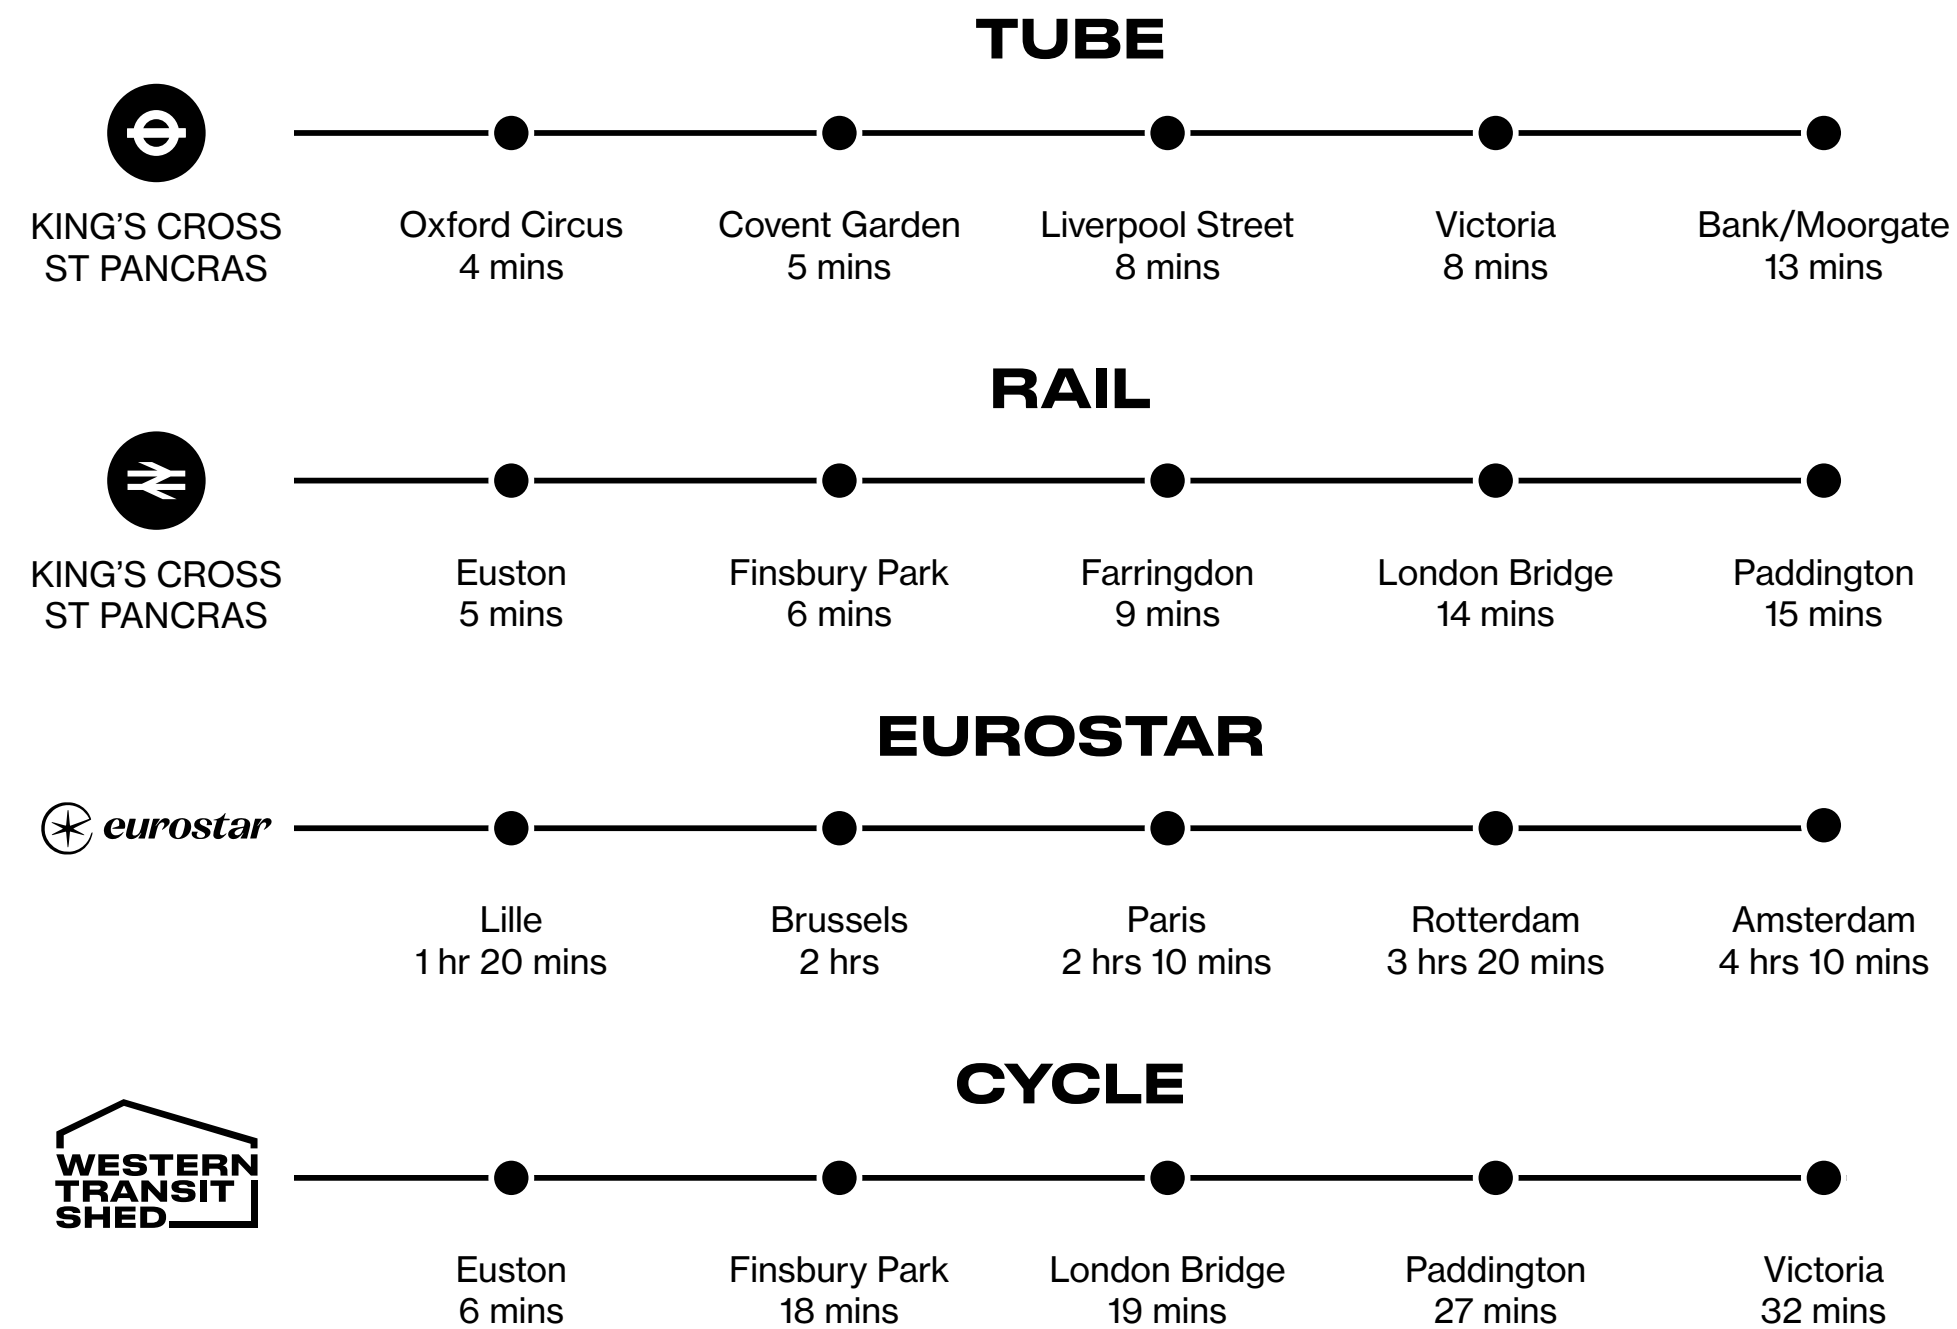 TUBE
KING’S CROSS
ST PANCRAS
Oxford Circus
4 mins
Covent Garden
5 mins
Liverpool Street
8 mins
Victoria
8 mins
Bank/Moorgate
13 mins
RAIL
KING’S CROSS
ST PANCRAS
Euston
5 mins
Finsbury Park
6 mins
Farringdon
9 mins
London Bridge
14 mins
Paddington
15 mins
EUROSTAR
eurostar
Lille
1 hr 20 mins
Brussels
2 hrs
Paris
2 hrs 10 mins
Rotterdam
3 hrs 20 mins
Amsterdam
4 hrs 10 mins
CYCLE
WESTERN
TRANSIT
SHED
Euston
6 mins
Finsbury Park
18 mins
London Bridge
19 mins
Paddington
27 mins
Victoria
32 mins